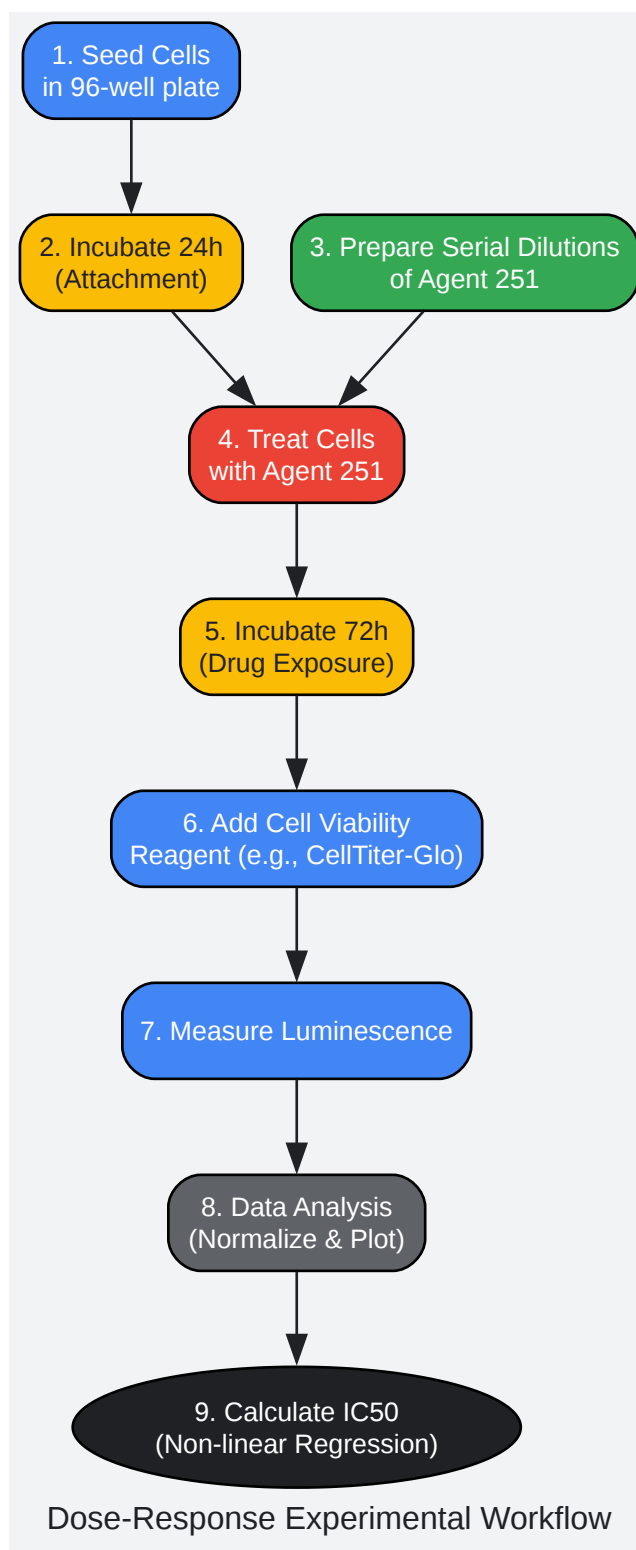 1. Seed Cells
in 96-well plate
2. Incubate 24h
(Attachment)
3. Prepare Serial Dilutions
of Agent 251
4. Treat Cells
with Agent 251
5. Incubate 72h
(Drug Exposure)
6. Add Cell Viability
Reagent (e.g., CellTiter-Glo)
7. Measure Luminescence
8. Data Analysis
(Normalize & Plot)
9. Calculate IC50
(Non-linear Regression)
Dose-Response Experimental Workflow